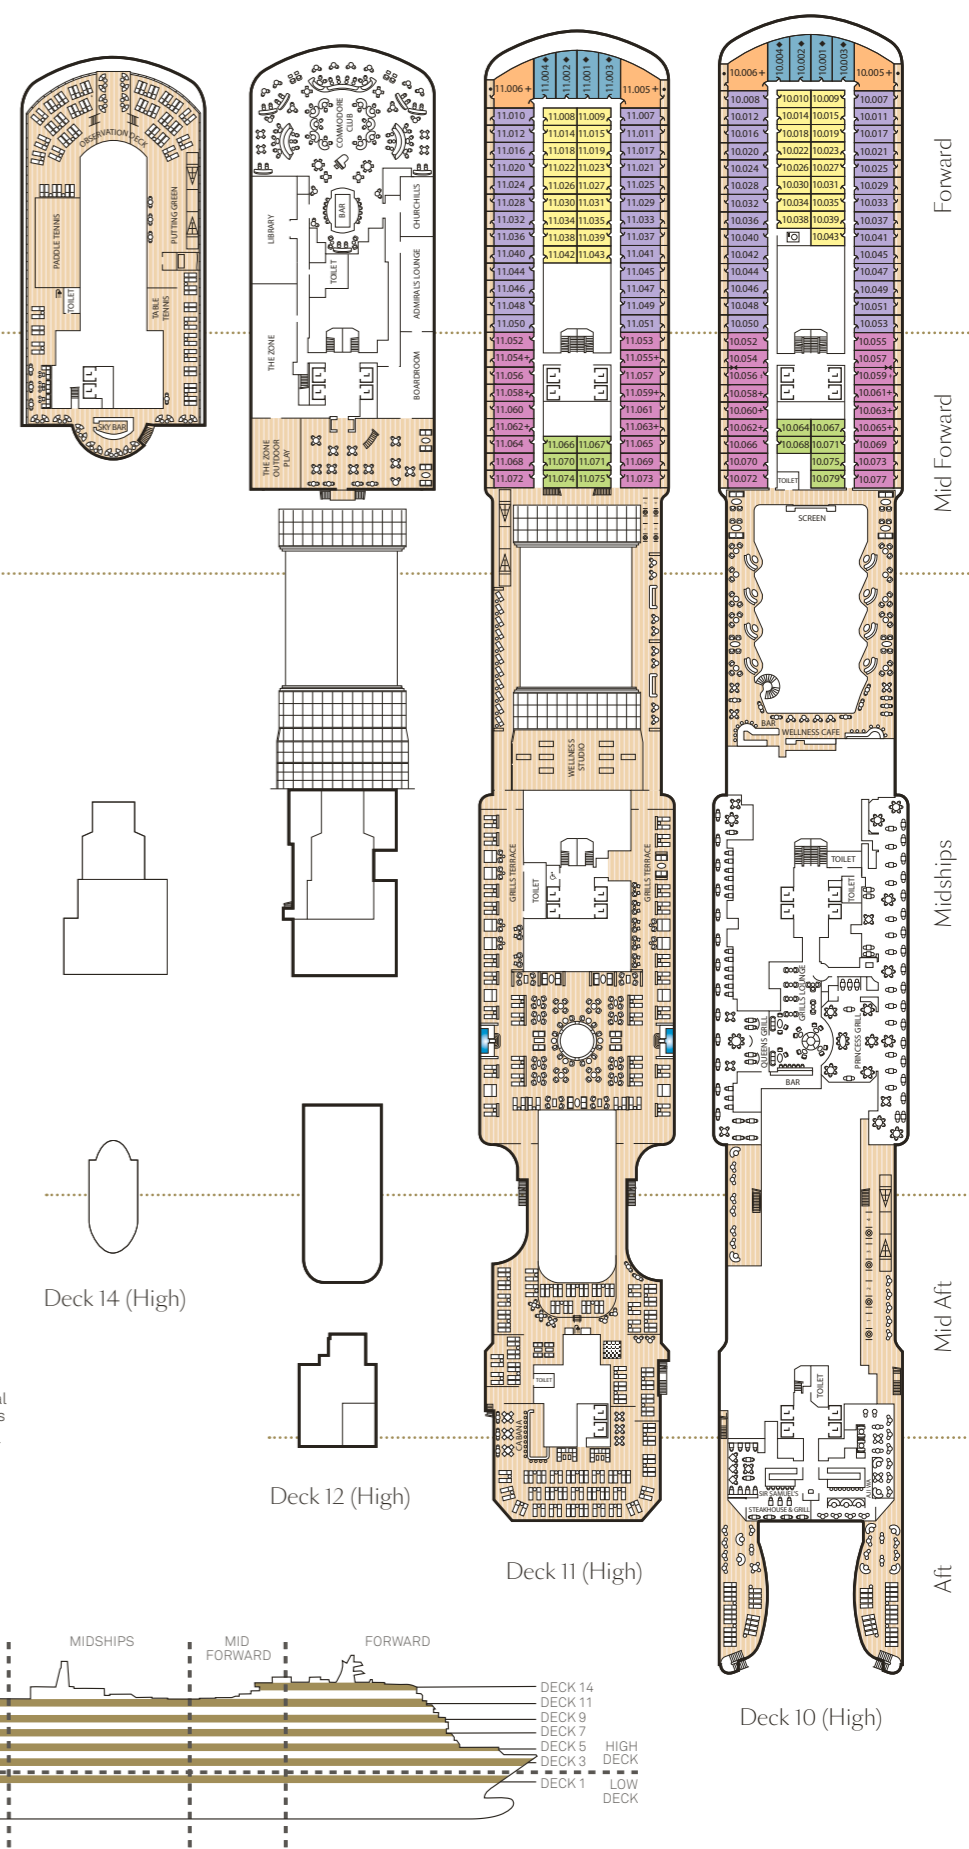 OBSERVATION DECK
PADDLE TENNIS
PUTTING GREEN
TOILET
TABLE
TENNIS
SKY BAR
Deck 14 (High)
COMMODORE
CLUB
BAR
LIBRARY
CHURCHILL'S
TOILET
ADMIRAL'S LOUNGE
THE ZONE
BOARDROOM
THE ZONE
OUTDOOR
PLAY
Deck 12 (High)
11.004 ◆
11.002 ◆
11.001 ◆
11.003 ◆
11.006+
11.005+
11.010 11.008 11.009 11.007
11.012 11.014 11.015 11.011
11.016 11.018 11.019 11.017
11.020 11.022 11.023 11.021
11.024 11.026 11.027 11.025
11.028 11.030 11.031 11.029
11.032 11.034 11.035 11.033
11.036 11.038 11.039 11.037
11.040 11.042 11.043 11.041
11.044 11.045
11.046 11.047
11.048 11.049
11.050 11.051
11.052 11.053
11.054+ 11.055+
11.056 11.057
11.058+ 11.059+
11.060 11.061
11.062+ 11.063+
11.064 11.066 11.067 11.065
11.068 11.070 11.071 11.069
11.072 11.074 11.075 11.073
WELLNESS
STUDIO
GRILLS TERRACE
GRILLS TERRACE
TOILET
TOILET
CABANA
Deck 11 (High)
10.004 ◆
10.002 ◆
10.001 ◆
10.003 ◆
10.006+
10.005+
10.008 10.010 10.009 10.007
10.012 10.014 10.015 10.011
10.016 10.018 10.019 10.017
10.020 10.022 10.023 10.021
10.024 10.026 10.027 10.025
10.028 10.030 10.031 10.029
10.032 10.034 10.035 10.033
10.036 10.038 10.039 10.037
10.040 10.043 10.041
10.042 10.045
10.044 10.047
10.046 10.049
10.048 10.051
10.050 10.053
10.052 10.055
10.054 10.057
10.056 10.059
10.058+ 10.061+
10.060+ 10.063+
10.062+ 10.064 10.067 10.065+
10.066 10.068 10.071 10.069
10.070 10.075 10.073
10.072 TOILET 10.079 10.077
SCREEN
BAR
WELLNESS CAFE
TOILET
TOILET
GRILLS LOUNGE
QUEENS GRILL
PRINCESS GRILL
BAR
TOILET
SIR SAMUEL'S
STEAKHOUSE & GRILL
Deck 10 (High)
Forward
Mid Forward
Midships
Mid Aft
Aft
al
s
MIDSHIPS
MID
FORWARD
FORWARD
DECK 14
DECK 11
DECK 9
DECK 7
DECK 5
DECK 3
DECK 1
HIGH
DECK
LOW
DECK